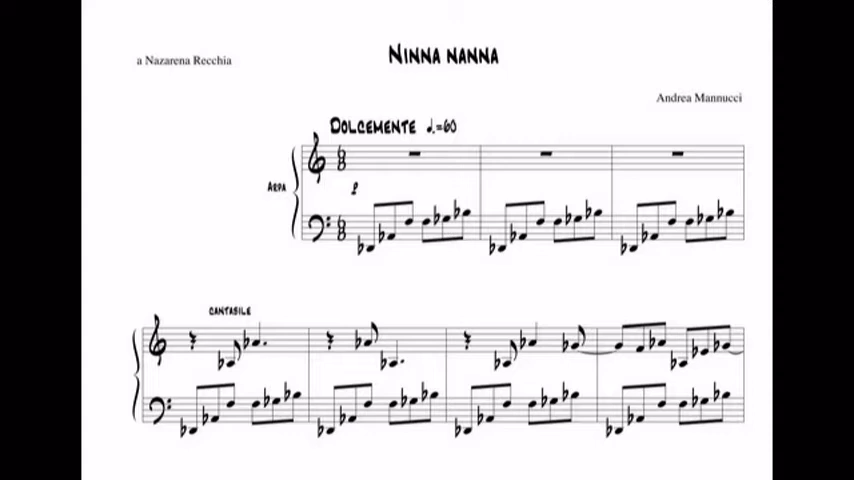 Ninna nanna
a Nazarena Recchia
Andrea Mannucci
Dolcemente ♩.=60
Arpa
p
cantabile